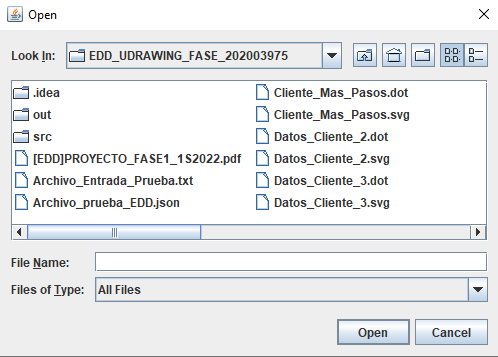 Open
Look In: EDD_UDRAWING_FASE_202003975
.idea
out
src
[EDD]PROYECTO_FASE1_1S2022.pdf
Archivo_Entrada_Prueba.txt
Archivo_prueba_EDD.json
Cliente_Mas_Pasos.dot
Cliente_Mas_Pasos.svg
Datos_Cliente_2.dot
Datos_Cliente_2.svg
Datos_Cliente_3.dot
Datos_Cliente_3.svg
File Name:
Files of Type: All Files
Open Cancel